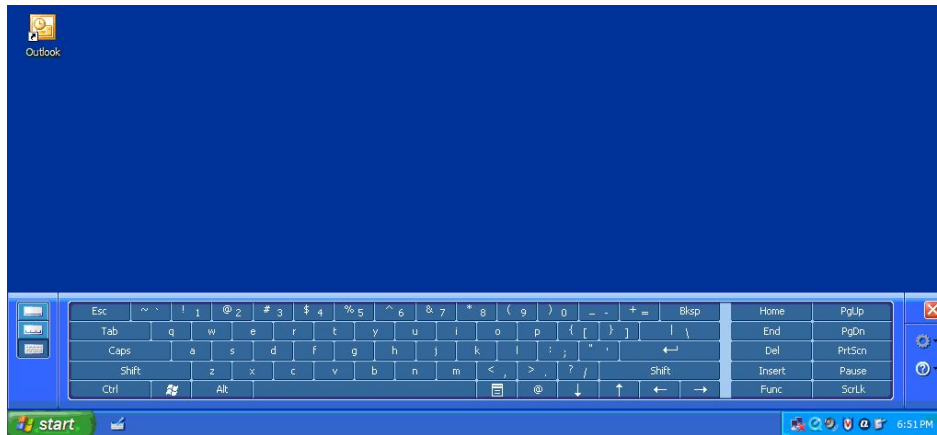 Outlook
Esc ~ ` ! 1 @ 2 # 3 $ 4 % 5 ^ 6 & 7 * 8 ( 9 ) 0 _ - + = Bksp Home PgUp
Tab q w e r t y u i o p { [ } ] | \ End PgDn
Caps a s d f g h j k l : ; " ' Del PrtScn
Shift z x c v b n m < , > . ? / Shift Insert Pause
Ctrl Alt @ ↓ ↑ ← → Func ScrLk
start 6:51 PM